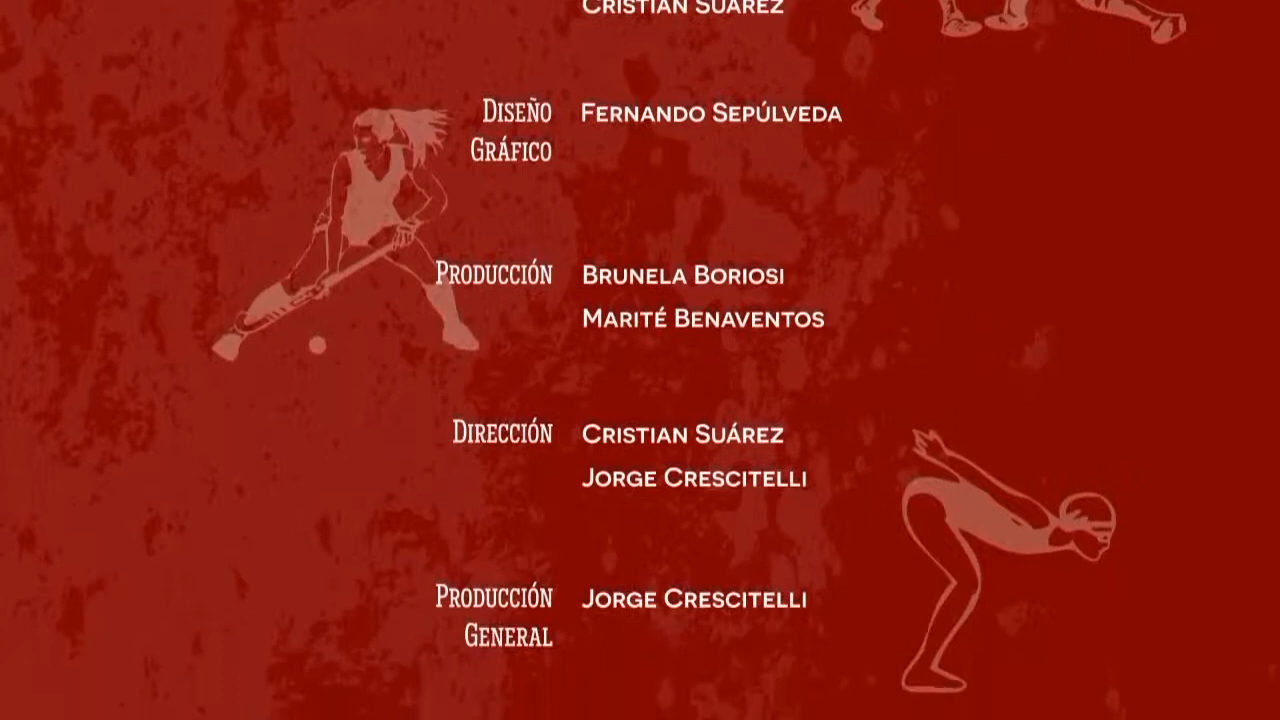 Cristian Suárez
Diseño Gráfico
Fernando Sepúlveda
Producción
Brunela Boriosi
Marité Benaventos
Dirección
Cristian Suárez
Jorge Crescitelli
Producción General
Jorge Crescitelli